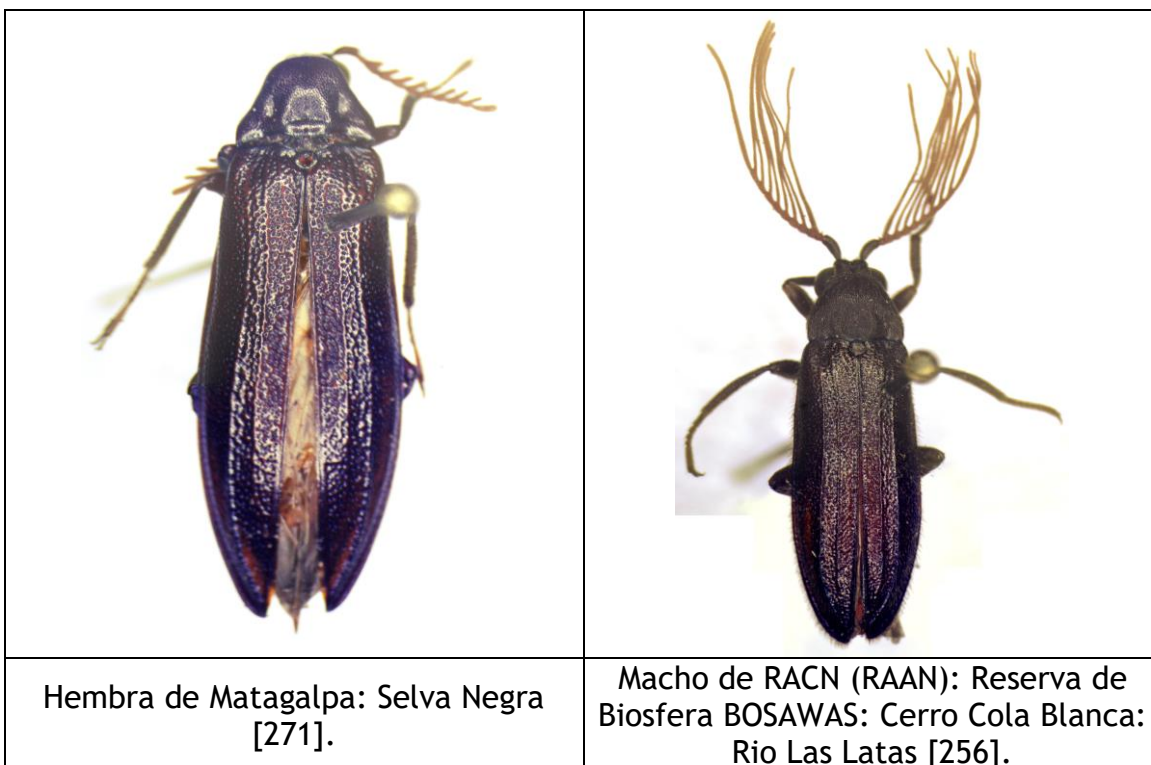 Hembra de Matagalpa: Selva Negra
[271].
Macho de RACN (RAAN): Reserva de
Biosfera BOSAWAS: Cerro Cola Blanca:
Rio Las Latas [256].